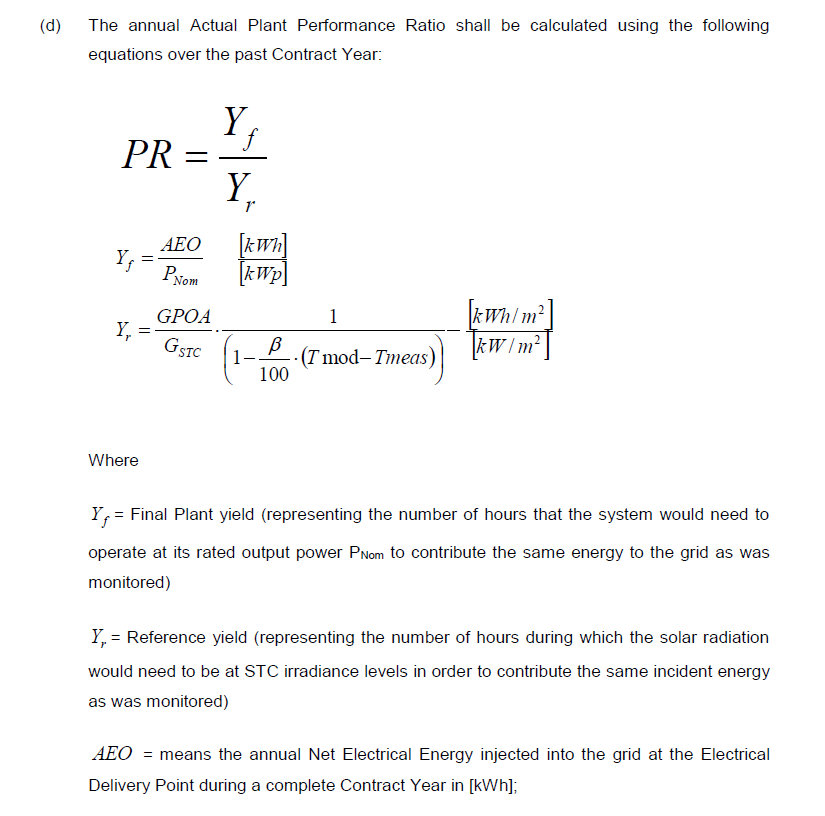 (d) The annual Actual Plant Performance Ratio shall be calculated using the following
equations over the past Contract Year:
PR = Y_f / Y_r
Y_f = AEO / P_Nom [kWh] / [kWp]
Y_r = GPOA / G_STC · 1 / (1 − β / 100 · (T mod − Tmeas)) − [kWh / m²] / [kW / m²]
Where
Y_f = Final Plant yield (representing the number of hours that the system would need to
operate at its rated output power P_Nom to contribute the same energy to the grid as was
monitored)
Y_r = Reference yield (representing the number of hours during which the solar radiation
would need to be at STC irradiance levels in order to contribute the same incident energy
as was monitored)
AEO = means the annual Net Electrical Energy injected into the grid at the Electrical
Delivery Point during a complete Contract Year in [kWh];